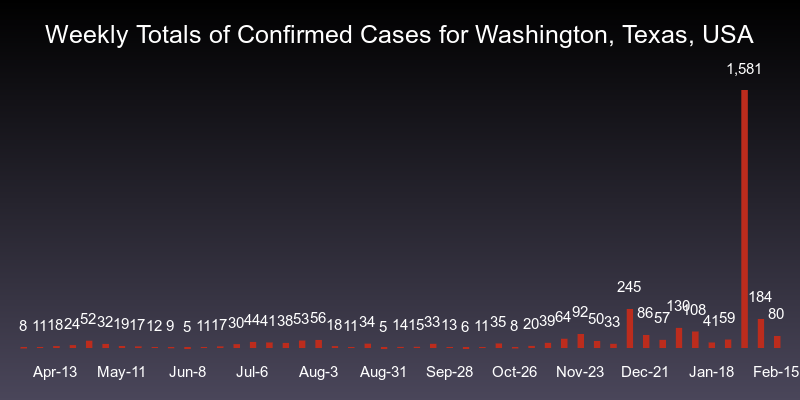 Weekly Totals of Confirmed Cases for Washington, Texas, USA
1,581
245
184
8 11 18 24 52 32 19 17 12 9 5 11 17 30 44 41 38 53 56 18 11 34 5 14 15 33 13 6 11 35 8 20 39 64 92 50 33 86 57 130 108 41 59 80
Apr-13 May-11 Jun-8 Jul-6 Aug-3 Aug-31 Sep-28 Oct-26 Nov-23 Dec-21 Jan-18 Feb-15